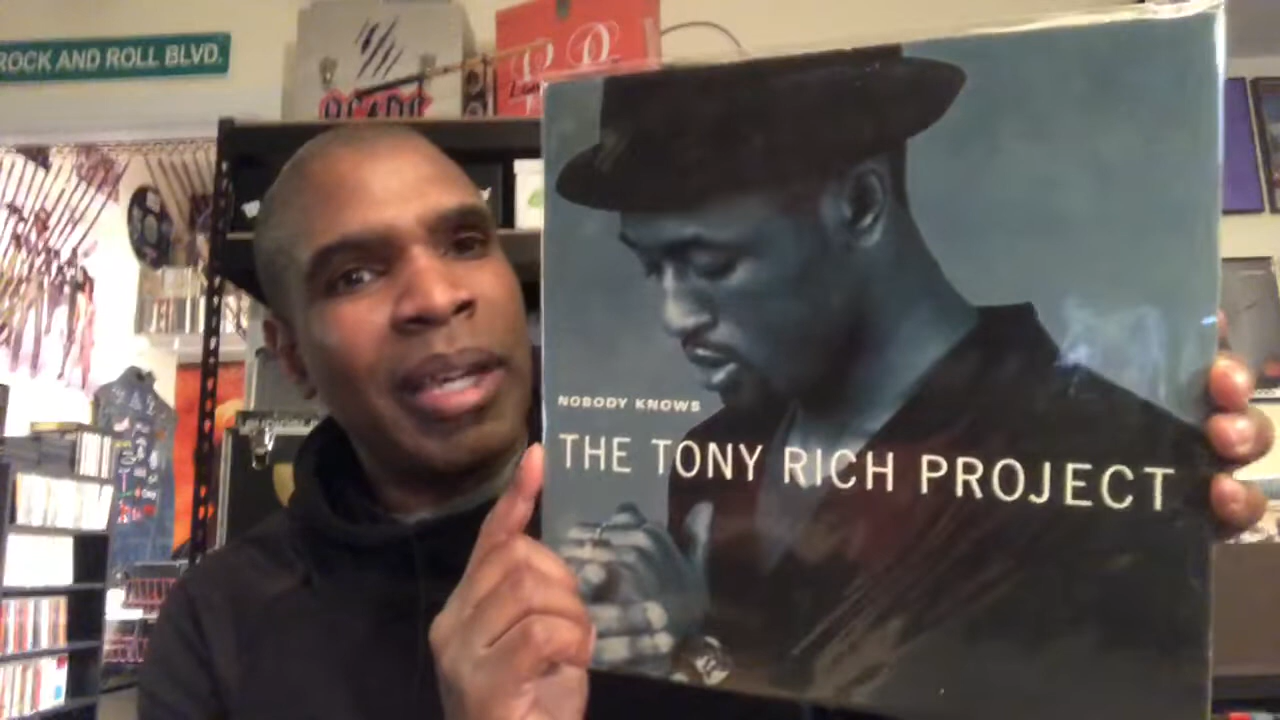 ROCK AND ROLL BLVD.
AC/DC
NOBODY KNOWS
THE TONY RICH PROJECT